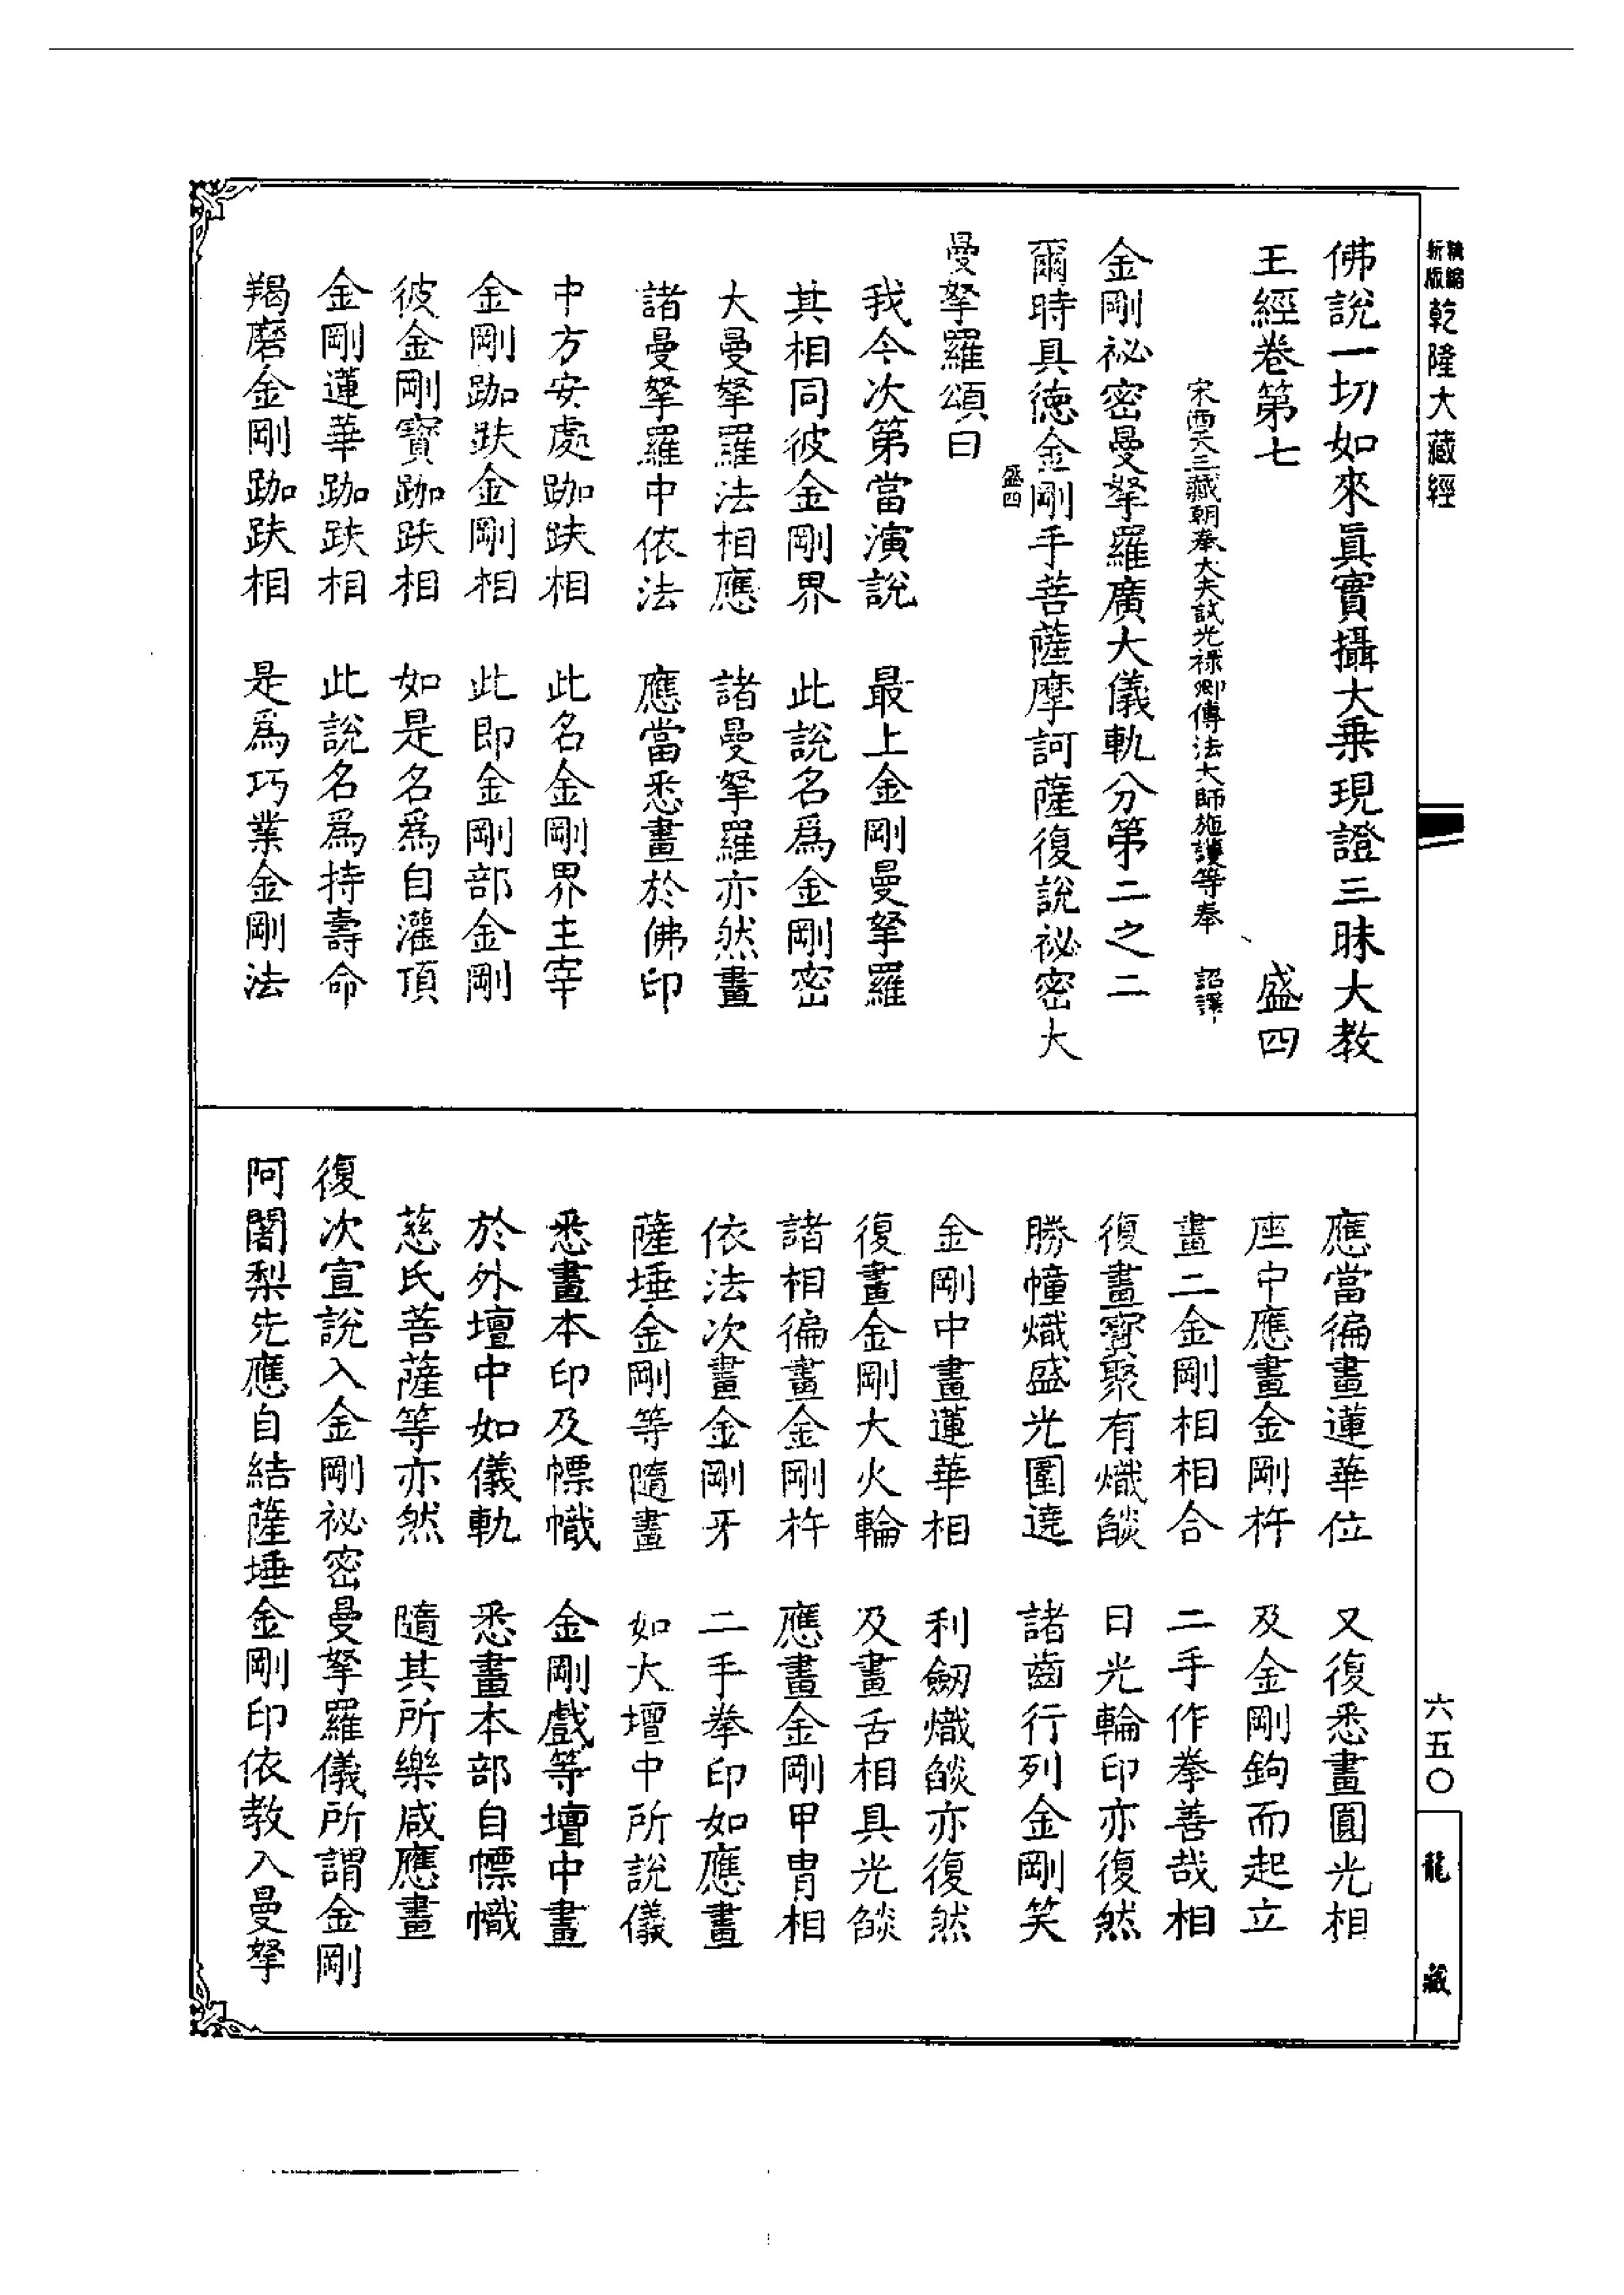 精縮新版乾隆大藏經
佛說一切如來眞實攝大乗現證三昧大教
王經卷第七　盛四
宋西天三藏朝奉大夫試光祿卿傳法大師施護等奉　詔譯
金剛祕密曼拏羅廣大儀軌分第二之二
爾時具徳金剛手菩薩摩訶薩復說祕密大
盛四
曼拏羅頌曰
我今次第當演說　最上金剛曼拏羅
其相同彼金剛界　此說名爲金剛密
大曼拏羅法相應　諸曼拏羅亦然畫
諸曼拏羅中依法　應當悉畫於佛印
中方安處跏趺相　此名金剛界主宰
金剛跏趺金剛相　此即金剛部金剛
彼金剛寶跏趺相　如是名爲自灌頂
金剛蓮華跏趺相　此說名爲持壽命
羯磨金剛跏趺相　是爲巧業金剛法
應當徧畫蓮華位　又復悉畫圓光相
座中應畫金剛杵　及金剛鉤而起立
畫二金剛相相合　二手作拳善哉相
復畫寶聚有熾燄　日光輪印亦復然
勝幢熾盛光圍遶　諸齒行列金剛笑
金剛中畫蓮華相　利劒熾燄亦復然
復畫金剛大火輪　及畫舌相具光燄
諸相徧畫金剛杵　應畫金剛甲冑相
依法次畫金剛牙　二手拳印如應畫
薩埵金剛等隨畫　如大壇中所說儀
悉畫本印及幖幟　金剛戲等壇中畫
於外壇中如儀軌　悉畫本部自幖幟
慈氏菩薩等亦然　隨其所樂咸應畫
復次宣說入金剛祕密曼拏羅儀所謂金剛
阿闍梨先應自結薩埵金剛印依教入曼拏
六五〇
龍藏